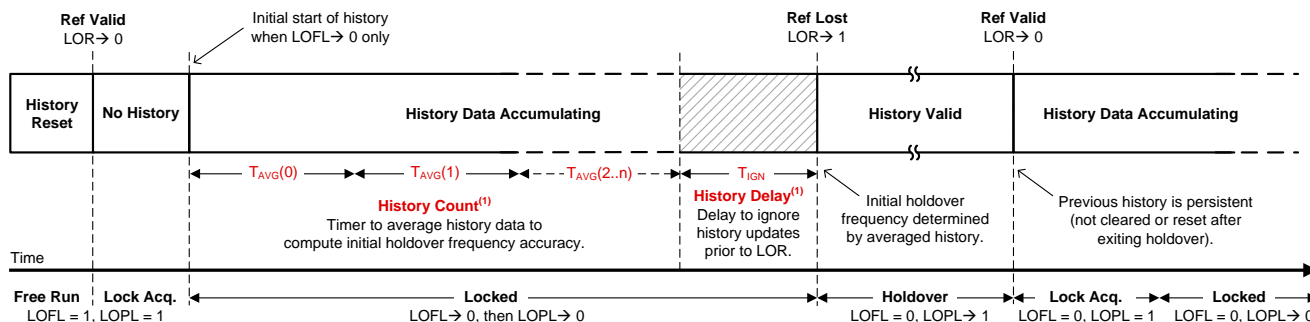 Ref Valid
LOR→ 0
Initial start of history
when LOFL→ 0 only
Ref Lost
LOR→ 1
Ref Valid
LOR→ 0
History
Reset
No History
History Data Accumulating
History Valid
History Data Accumulating
TAVG(0)
TAVG(1)
TAVG(2..n)
TIGN
History Count(1)
Timer to average history data to
compute initial holdover frequency accuracy.
History Delay(1)
Delay to ignore
history updates
prior to LOR.
Initial holdover
frequency determined
by averaged history.
Previous history is persistent
(not cleared or reset after
exiting holdover).
Time
Free Run
LOFL = 1, LOPL = 1
Lock Acq.
Locked
LOFL→ 0, then LOPL→ 0
Holdover
LOFL = 0, LOPL→ 1
Lock Acq.
LOFL = 0, LOPL = 1
Locked
LOFL = 0, LOPL→ 0